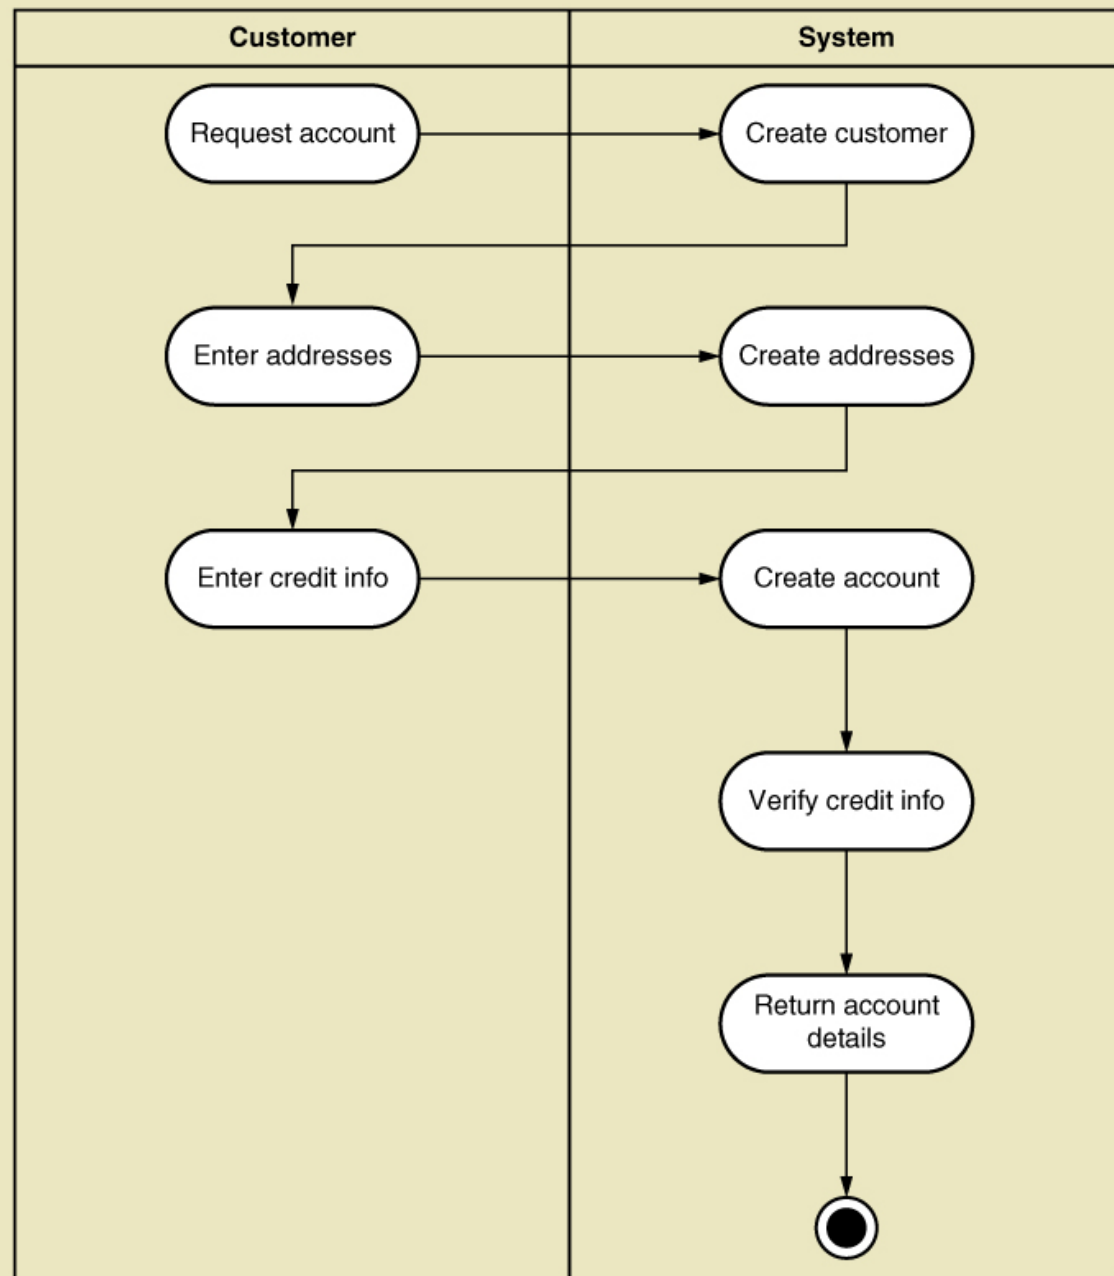 Customer
System
Request account
Create customer
Enter addresses
Create addresses
Enter credit info
Create account
Verify credit info
Return account
details